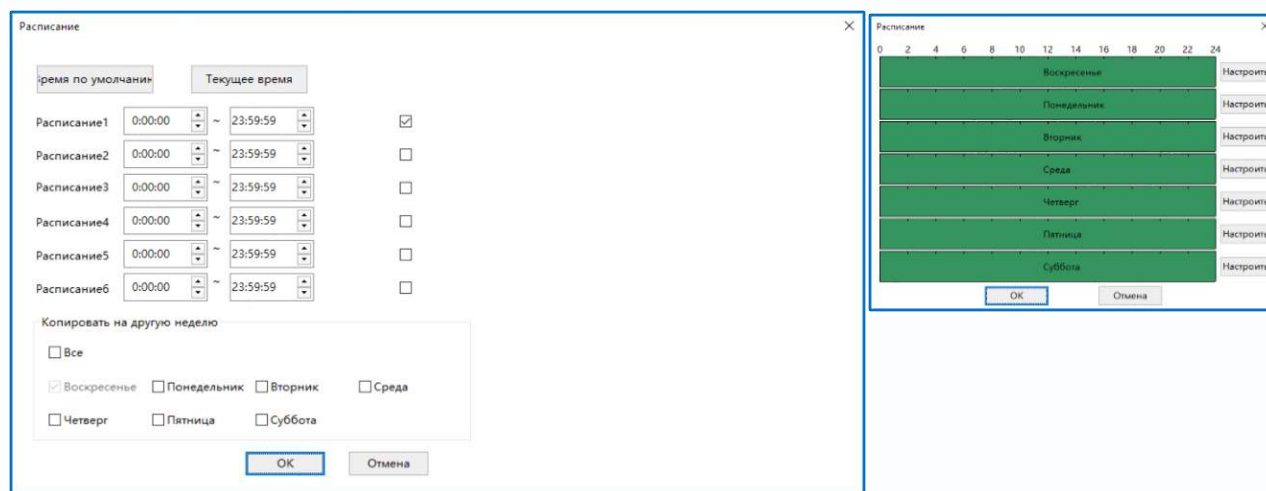 Расписание
время по умолчанию Текущее время
Расписание1 0:00:00 ~ 23:59:59
Расписание2 0:00:00 ~ 23:59:59
Расписание3 0:00:00 ~ 23:59:59
Расписание4 0:00:00 ~ 23:59:59
Расписание5 0:00:00 ~ 23:59:59
Расписание6 0:00:00 ~ 23:59:59
Копировать на другую неделю
Все
Воскресенье Понедельник Вторник Среда
Четверг Пятница Суббота
OK Отмена
Расписание
0 2 4 6 8 10 12 14 16 18 20 22 24
Воскресенье Настроить
Понедельник Настроить
Вторник Настроить
Среда Настроить
Четверг Настроить
Пятница Настроить
Суббота Настроить
OK Отмена